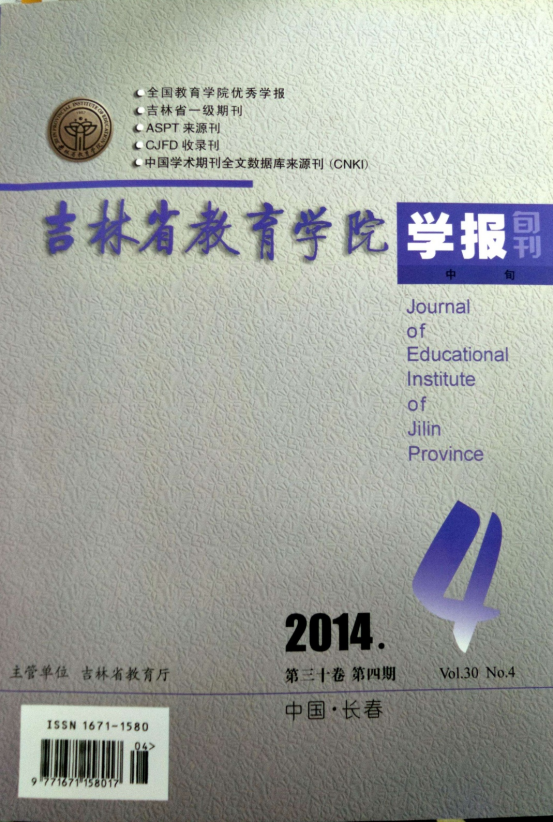 全国教育学院优秀学报
吉林省一级期刊
ASPT 来源刊
CJFD 收录刊
中国学术期刊全文数据库来源刊 (CNKI)
吉林省教育学院
学报
旬刊
中旬
Journal
of
Educational
Institute
of
Jilin
Province
4
2014.
主管单位 吉林省教育厅
第三十卷 第四期
Vol.30 No.4
中国·长春
ISSN 1671-1580
04>
9 771671 158017